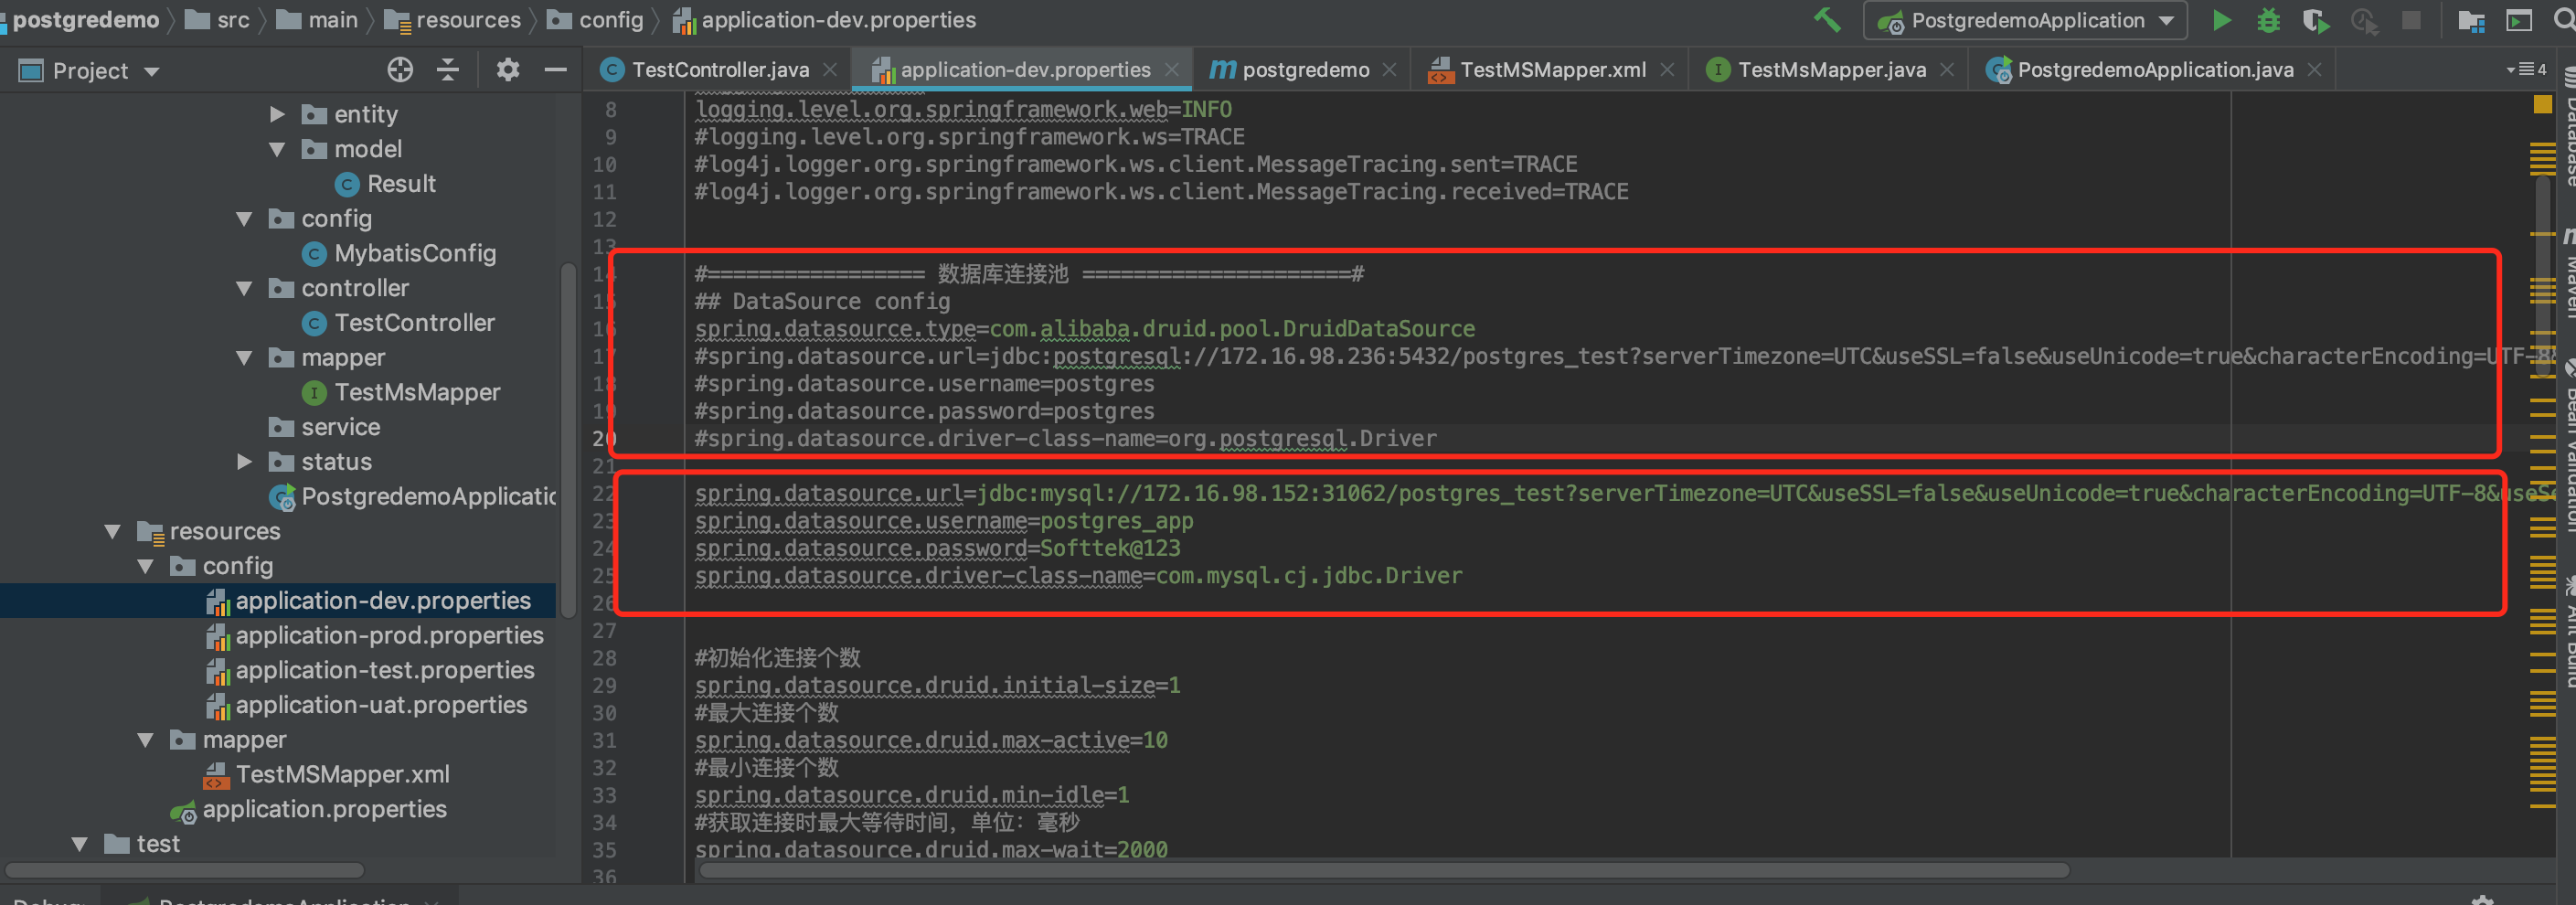 postgredemo src main resources config application-dev.properties PostgredemoApplication
Project
TestController.java application-dev.properties postgredemo TestMSMapper.xml TestMsMapper.java PostgredemoApplication.java 4
entity
model
Result
config
MybatisConfig
controller
TestController
mapper
TestMsMapper
service
status
PostgredemoApplicatio
resources
config
application-dev.properties
application-prod.properties
application-test.properties
application-uat.properties
mapper
TestMSMapper.xml
application.properties
test
8 logging.level.org.springframework.web=INFO
9 #logging.level.org.springframework.ws=TRACE
10 #log4j.logger.org.springframework.ws.client.MessageTracing.sent=TRACE
11 #log4j.logger.org.springframework.ws.client.MessageTracing.received=TRACE
12
13
14 #================= 数据库连接池 =====================#
15 ## DataSource config
16 spring.datasource.type=com.alibaba.druid.pool.DruidDataSource
17 #spring.datasource.url=jdbc:postgresql://172.16.98.236:5432/postgres_test?serverTimezone=UTC&useSSL=false&useUnicode=true&characterEncoding=UTF-8&
18 #spring.datasource.username=postgres
19 #spring.datasource.password=postgres
20 #spring.datasource.driver-class-name=org.postgresql.Driver
21
22 spring.datasource.url=jdbc:mysql://172.16.98.152:31062/postgres_test?serverTimezone=UTC&useSSL=false&useUnicode=true&characterEncoding=UTF-8&useS
23 spring.datasource.username=postgres_app
24 spring.datasource.password=Softtek@123
25 spring.datasource.driver-class-name=com.mysql.cj.jdbc.Driver
26
27
28 #初始化连接个数
29 spring.datasource.druid.initial-size=1
30 #最大连接个数
31 spring.datasource.druid.max-active=10
32 #最小连接个数
33 spring.datasource.druid.min-idle=1
34 #获取连接时最大等待时间，单位：毫秒
35 spring.datasource.druid.max-wait=2000
36
Database
Maven
Bean Validation
Ant Build
Debug: PostgredemoApplication